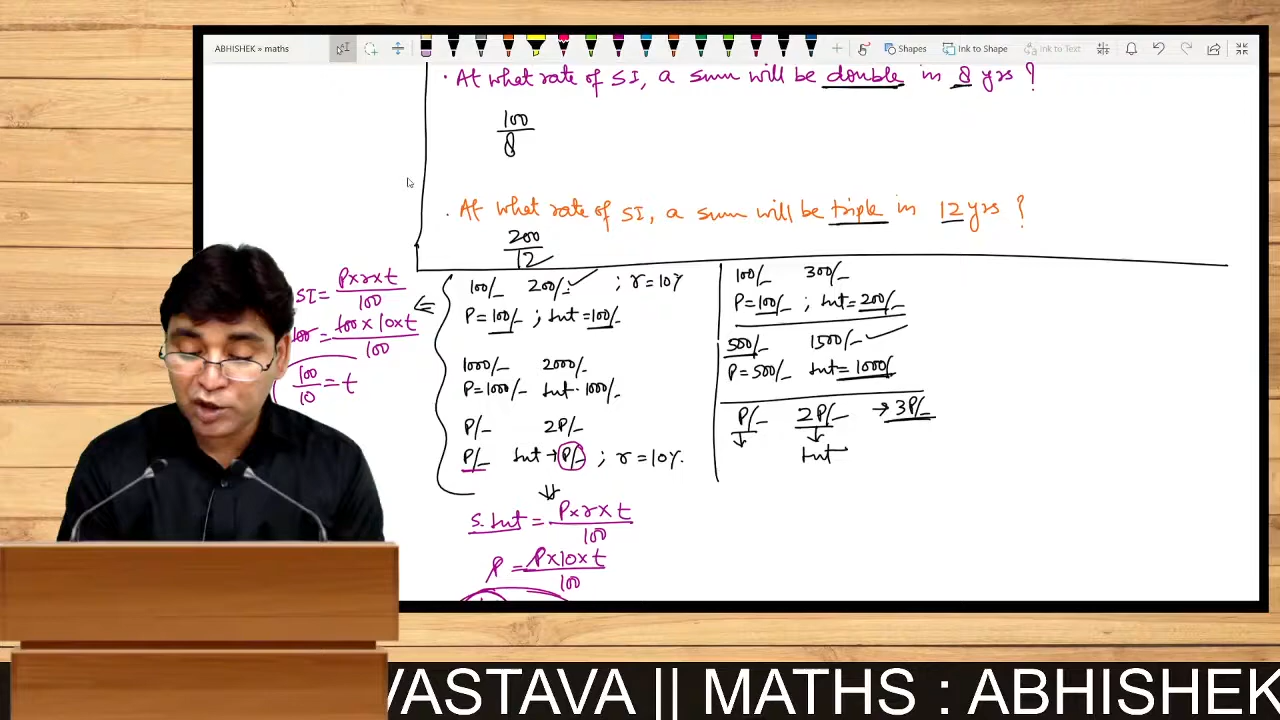 ABHISHEK » maths
Shapes
Ink to Shape
Ink to Text
· At what rate of SI, a sum will be double in 8 yrs ?
100
8
· At what rate of SI, a sum will be triple in 12 yrs ?
200
12
SI = P×r×t
100
100 = 100 × 10 × t
100
100 = t
10
100/- 200/- ; r = 10%
P = 100/- ; Int = 100/-
1000/- 2000/-
P = 1000/- Int · 1000/-
P/- 2P/-
P/- Int → P/- ; r = 10%.
S. Int = P×r×t
100
P = P×10×t
100
100/- 300/-
P = 100/- ; Int = 200/-
500/- 1500/-
P = 500/- Int = 1000/-
P/- 2P/- → 3P/-
Int
VASTAVA || MATHS : ABHISHEK